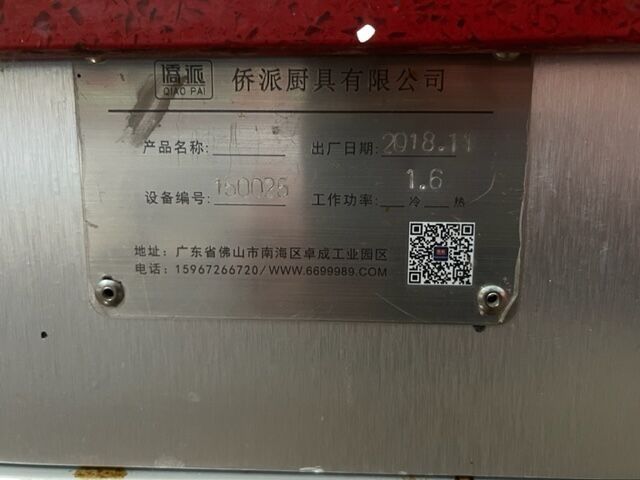 侨派 侨派厨具有限公司
QIAO PAI
产品名称: 出厂日期: 2018.11
设备编号: 150026 工作功率: 1.6 冷 热
地址: 广东省佛山市南海区卓成工业园区
电话: 15967266720/WWW.6699989.COM